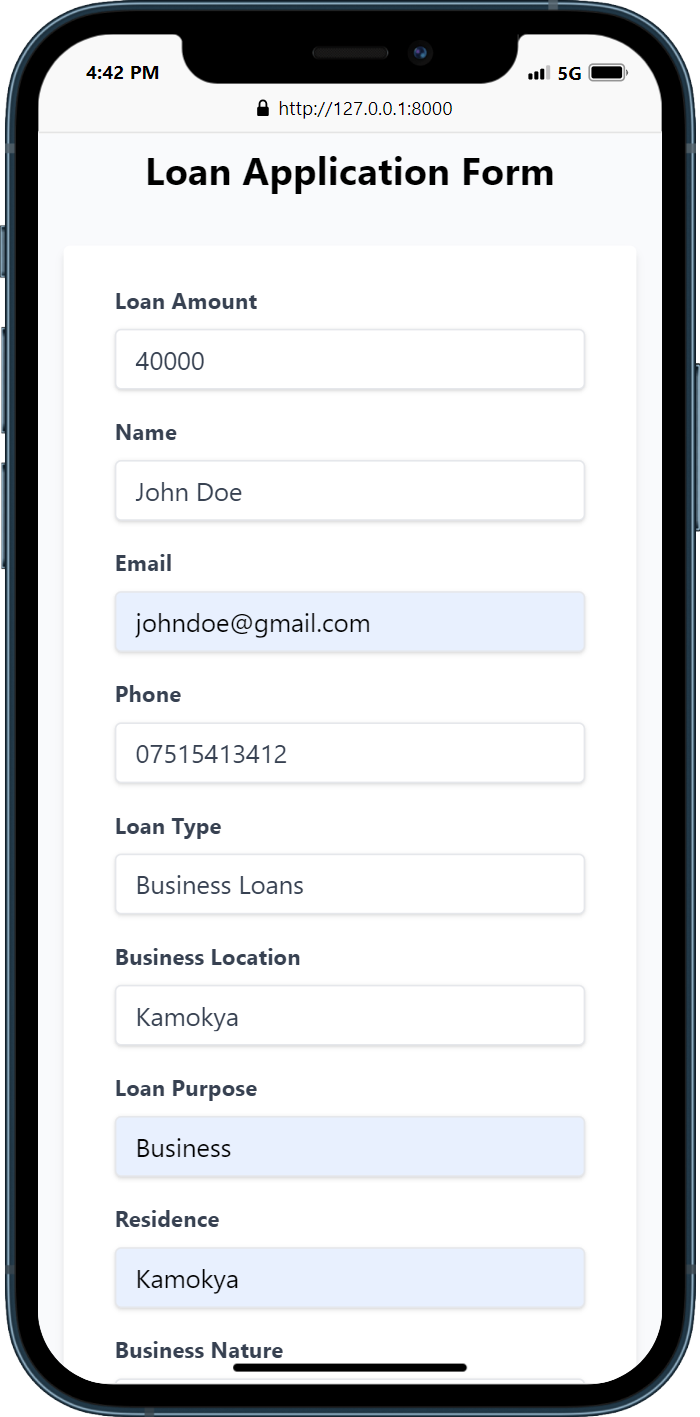 4:42 PM
5G
http://127.0.0.1:8000
Loan Application Form
Loan Amount
40000
Name
John Doe
Email
johndoe@gmail.com
Phone
07515413412
Loan Type
Business Loans
Business Location
Kamokya
Loan Purpose
Business
Residence
Kamokya
Business Nature